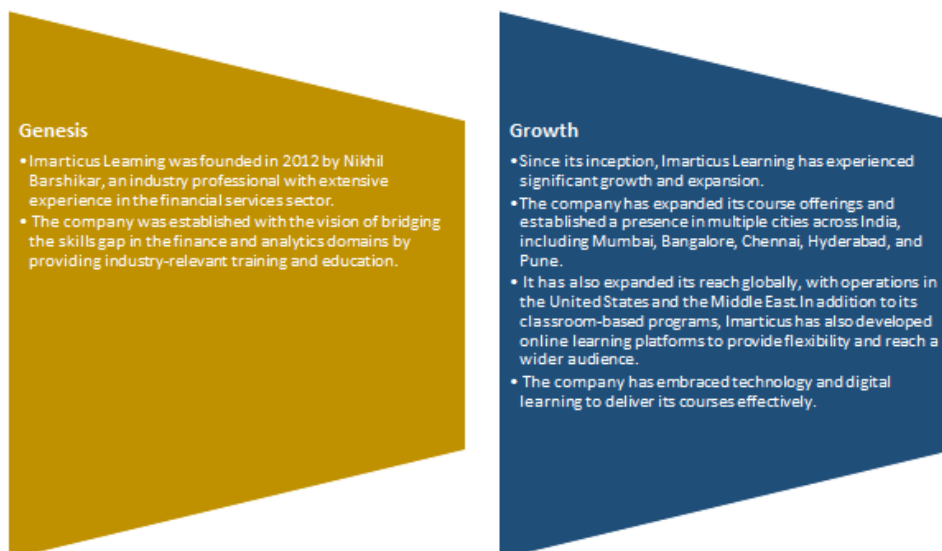 Genesis
• Imarticus Learning was founded in 2012 by Nikhil
Barshikar, an industry professional with extensive
experience in the financial services sector.
• The company was established with the vision of bridging
the skills gap in the finance and analytics domains by
providing industry-relevant training and education.
Growth
• Since its inception, Imarticus Learning has experienced
significant growth and expansion.
• The company has expanded its course offerings and
established a presence in multiple cities across India,
including Mumbai, Bangalore, Chennai, Hyderabad, and
Pune.
• It has also expanded its reach globally, with operations in
the United States and the Middle East.In addition to its
classroom-based programs, Imarticus has also developed
online learning platforms to provide flexibility and reach a
wider audience.
• The company has embraced technology and digital
learning to deliver its courses effectively.